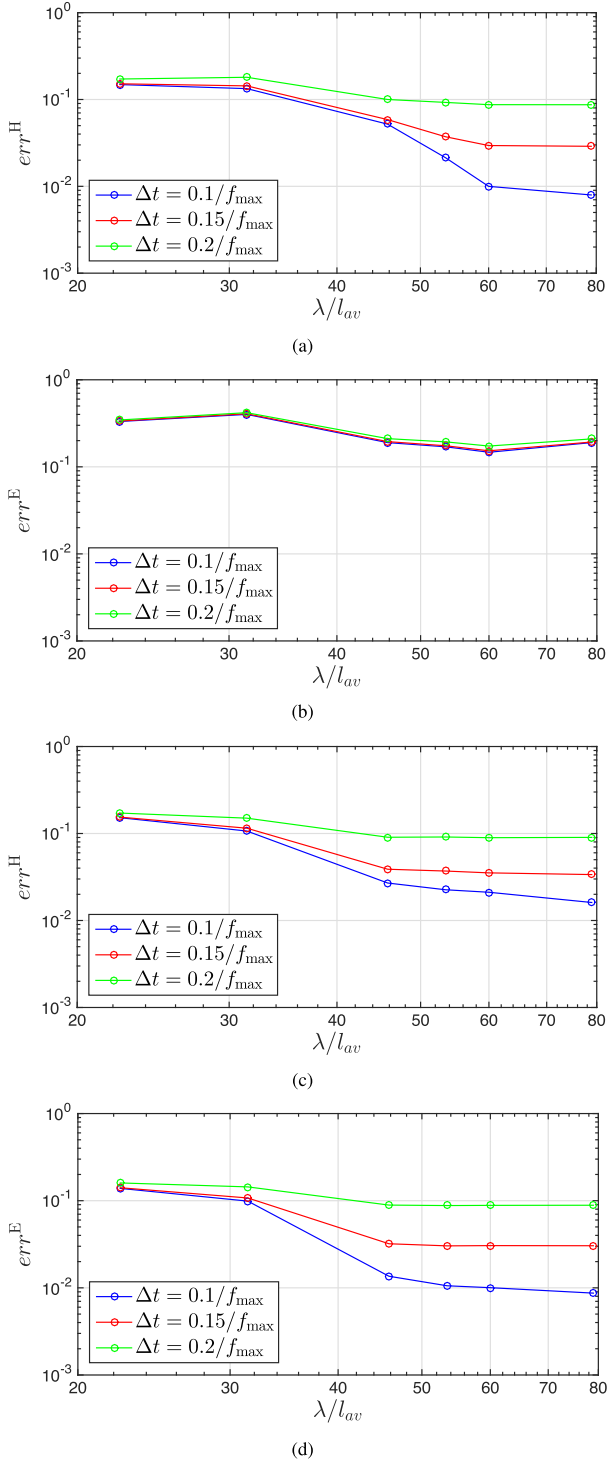 10^0
10^-1
10^-2
10^-3
err^H
Δt = 0.1/f_max
Δt = 0.15/f_max
Δt = 0.2/f_max
20 30 40 50 60 70 80
λ/l_av
(a)
10^0
10^-1
10^-2
10^-3
err^E
Δt = 0.1/f_max
Δt = 0.15/f_max
Δt = 0.2/f_max
20 30 40 50 60 70 80
λ/l_av
(b)
10^0
10^-1
10^-2
10^-3
err^H
Δt = 0.1/f_max
Δt = 0.15/f_max
Δt = 0.2/f_max
20 30 40 50 60 70 80
λ/l_av
(c)
10^0
10^-1
10^-2
10^-3
err^E
Δt = 0.1/f_max
Δt = 0.15/f_max
Δt = 0.2/f_max
20 30 40 50 60 70 80
λ/l_av
(d)